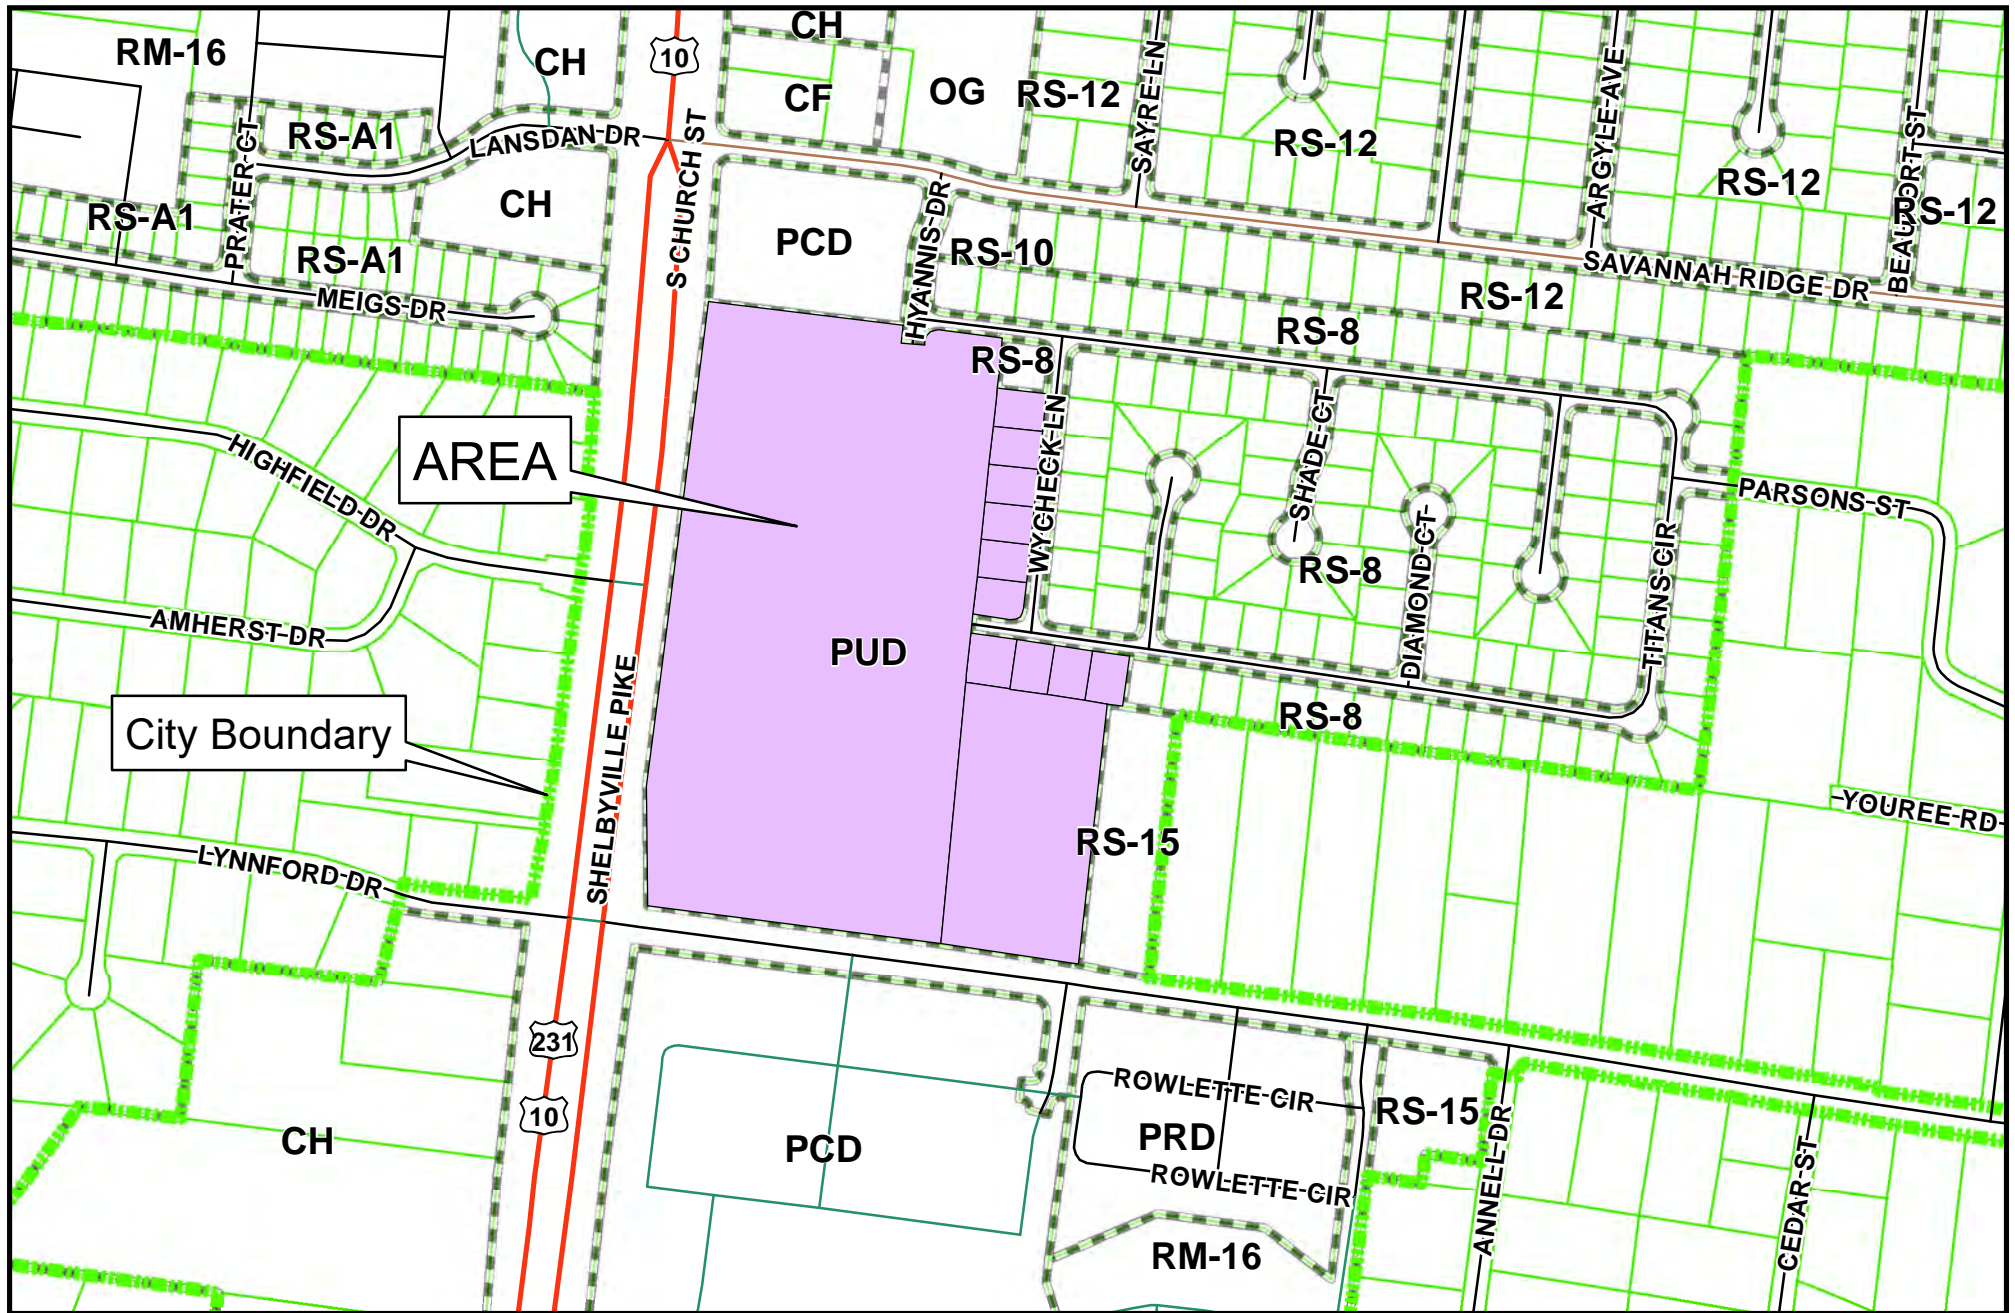 CH
RM-16
10
CH
CF
OG
RS-12
SAYRE LN
RS-12
ARGYLE AVE
RS-12
BEAUFORT ST
RS-12
RS-A1
PRATER CT
LANSDAN DR
S CHURCH ST
RS-A1
CH
PCD
HYANNIS DR
RS-10
RS-A1
SAVANNAH RIDGE DR
RS-12
MEIGS DR
RS-8
RS-8
AREA
HIGHFIELD DR
WYCHECK LN
SHADE CT
PARSONS ST
DIAMOND CT
RS-8
TITANS CIR
AMHERST DR
PUD
City Boundary
SHELBYVILLE PIKE
RS-8
YOUREE RD
RS-15
LYNNFORD DR
231
10
ROWLETTE CIR
RS-15
CH
PCD
PRD
ROWLETTE CIR
ANNELL DR
CEDAR ST
RM-16